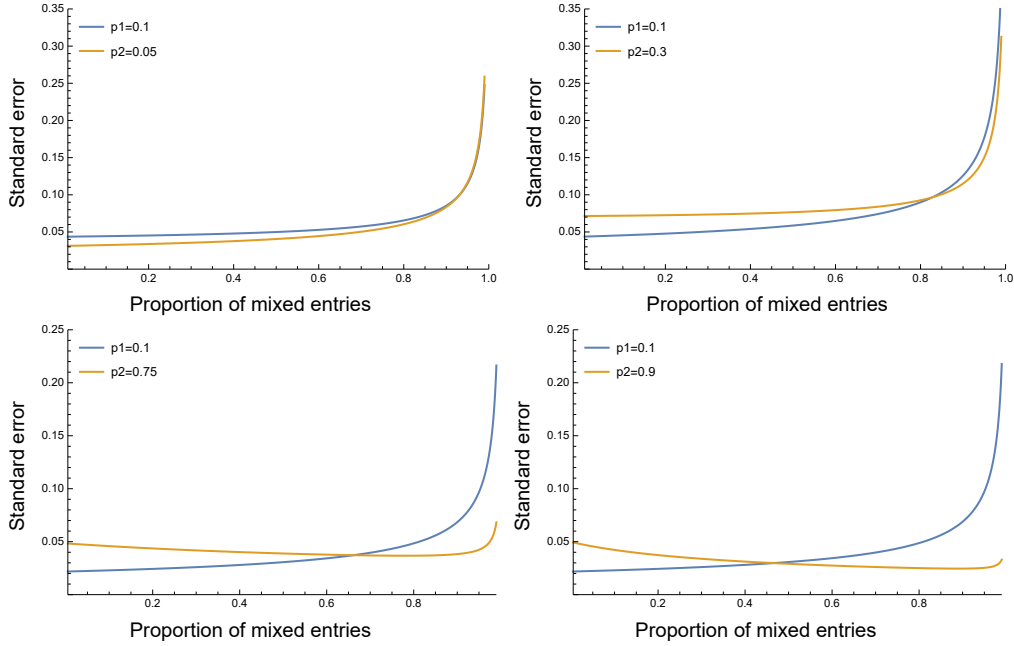 0.35
0.30
0.25
0.20
0.15
0.10
0.05
p1=0.1
p2=0.05
Standard error
0.2 0.4 0.6 0.8 1.0
Proportion of mixed entries
0.35
0.30
0.25
0.20
0.15
0.10
0.05
p1=0.1
p2=0.3
Standard error
0.2 0.4 0.6 0.8 1.0
Proportion of mixed entries
0.25
0.20
0.15
0.10
0.05
p1=0.1
p2=0.75
Standard error
0.2 0.4 0.6 0.8
Proportion of mixed entries
0.25
0.20
0.15
0.10
0.05
p1=0.1
p2=0.9
Standard error
0.2 0.4 0.6 0.8
Proportion of mixed entries